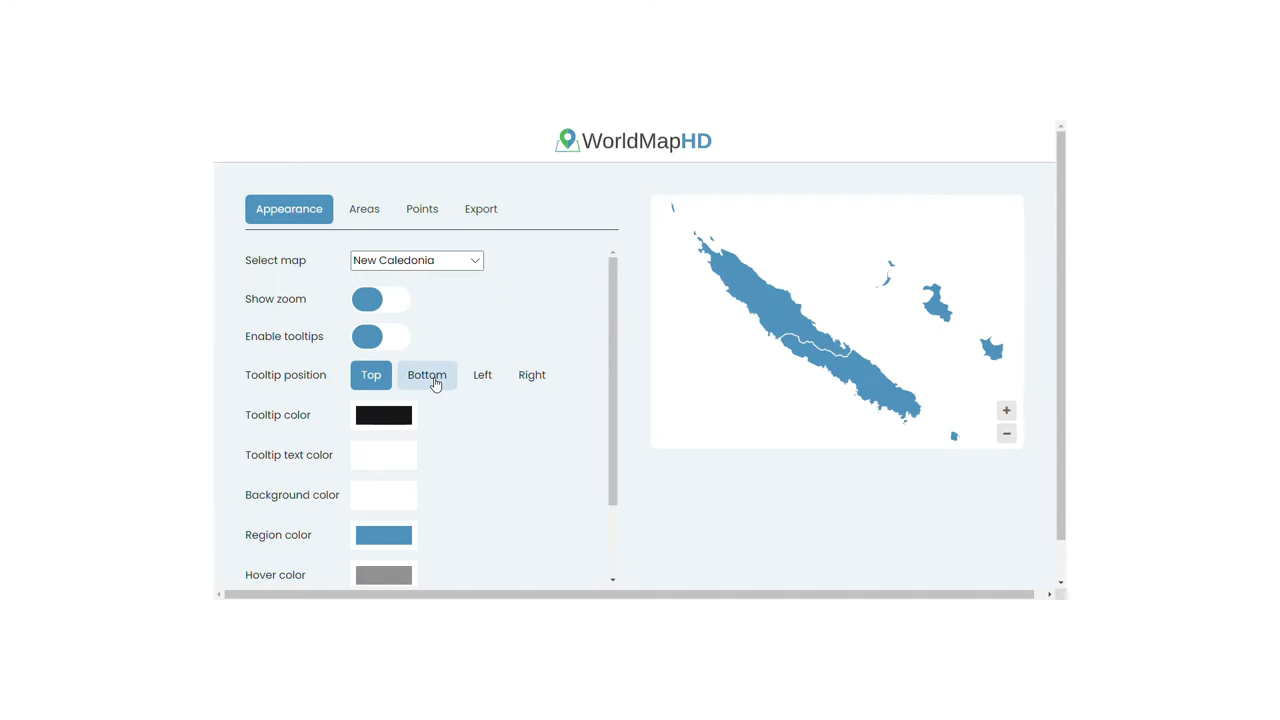 WorldMapHD
Appearance Areas Points Export
Select map New Caledonia
Show zoom
Enable tooltips
Tooltip position Top Bottom Left Right
Tooltip color
Tooltip text color
Background color
Region color
Hover color
+
−